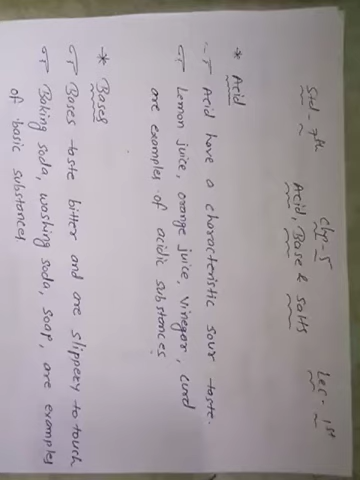 Std - 7th chp - 5 Lec - 1st
Acid, Base & Salts
* Acid
→ Acid have a characteristic sour taste.
→ Lemon juice, orange juice, Vinegar, curd
are examples of acidic substances
* Bases
→ Bases taste bitter and are slippery to touch
→ Baking soda, washing soda, soap, are examples
of basic substances